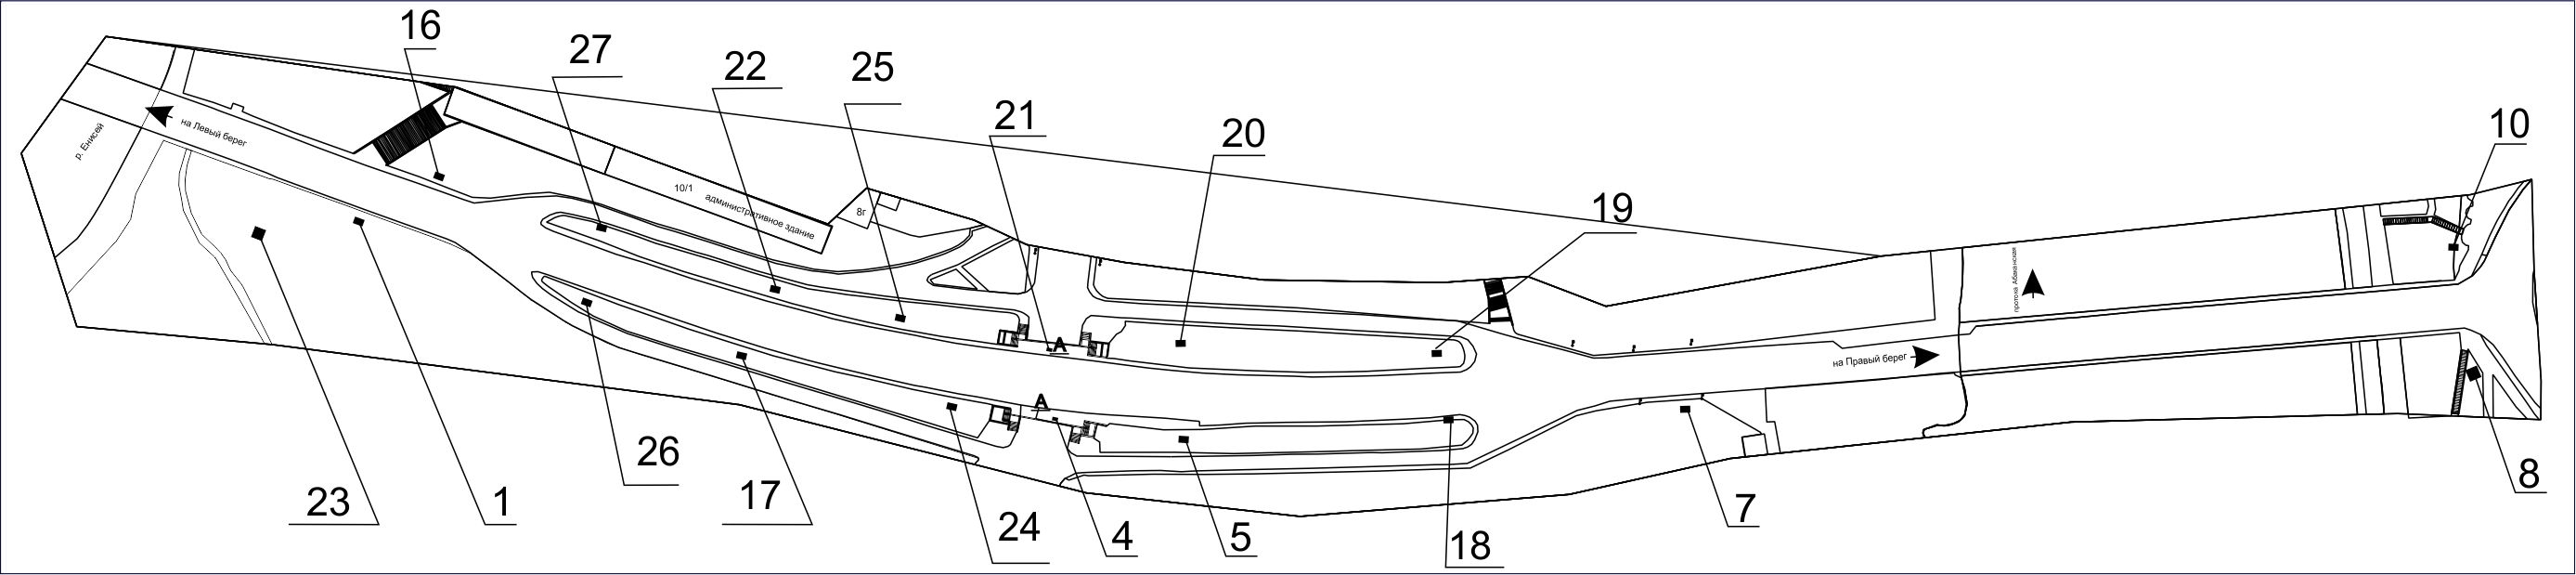 16
27
22
25
21
20
19
10
р. Енисей
на Левый берег
10/1
административное здание
8г
А
А
протока Абаканская
на Правый берег
23
1
26
17
24
4
5
18
7
8